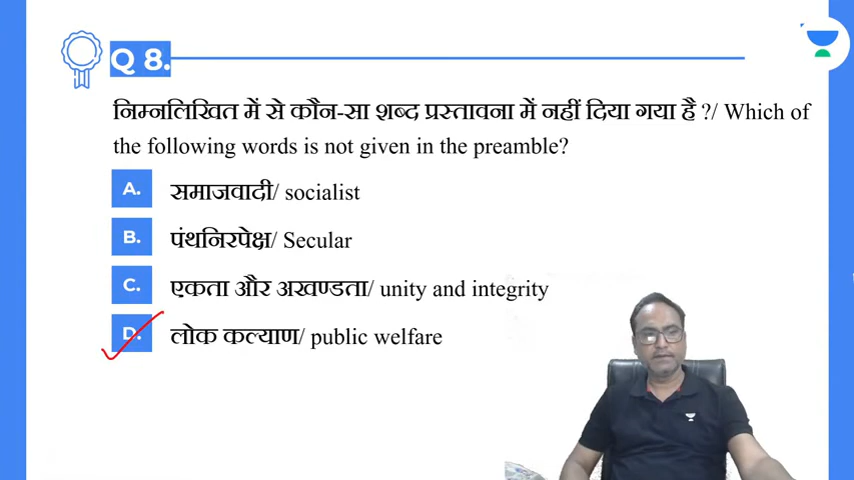 Q 8.
निम्नलिखित में से कौन-सा शब्द प्रस्तावना में नहीं दिया गया है ?/ Which of
the following words is not given in the preamble?
A. समाजवादी/ socialist
B. पंथनिरपेक्ष/ Secular
C. एकता और अखण्डता/ unity and integrity
D. लोक कल्याण/ public welfare